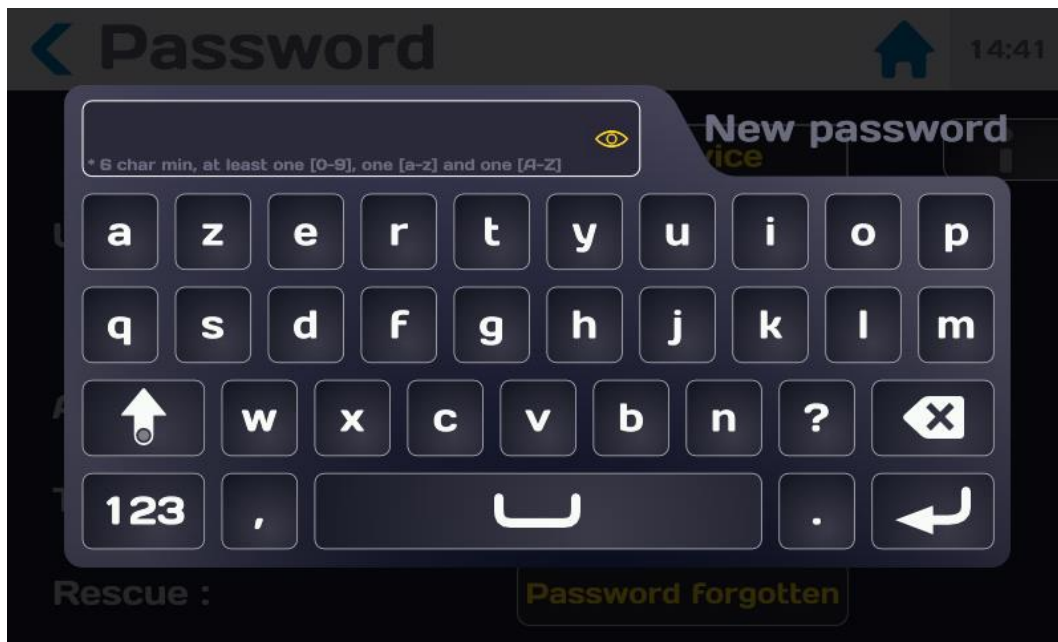 Password
14:41
New password
vice
* 6 char min, at least one [0-9], one [a-z] and one [A-Z]
a z e r t y u i o p
q s d f g h j k l m
w x c v b n ?
123 , .
Rescue :
Password forgotten